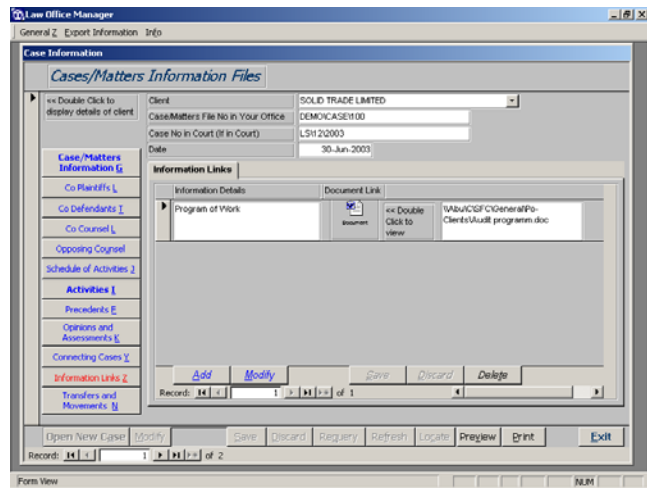 Law Office Manager
General Z Export Information Info
Case Information
Cases/Matters Information Files
<< Double Click to
display details of client
Client
SOLID TRADE LIMITED
Case/Matters File No in Your Office
DEMO\CASE\100
Case No in Court (If in Court)
LS\12\2003
Date
30-Jun-2003
Case/Matters
Information G
Co Plaintiffs L
Co Defendants T
Co Counsel L
Opposing Counsel
Schedule of Activities J
Activities I
Precedents E
Opinions and
Assessments K
Connecting Cases Y
Information Links Z
Transfers and
Movements N
Information Links
Information Details
Document Link
Program of Work
Document
<< Double
Click to
view
\\Abu\C\SFC\General\Po-
Clients\Audit programm.doc
Add
Modify
Save
Discard
Delete
Record: 1 of 1
Open New Case
Modify
Save
Discard
Requery
Refresh
Locate
Preview
Print
Exit
Record: 1 of 2
Form View
NUM